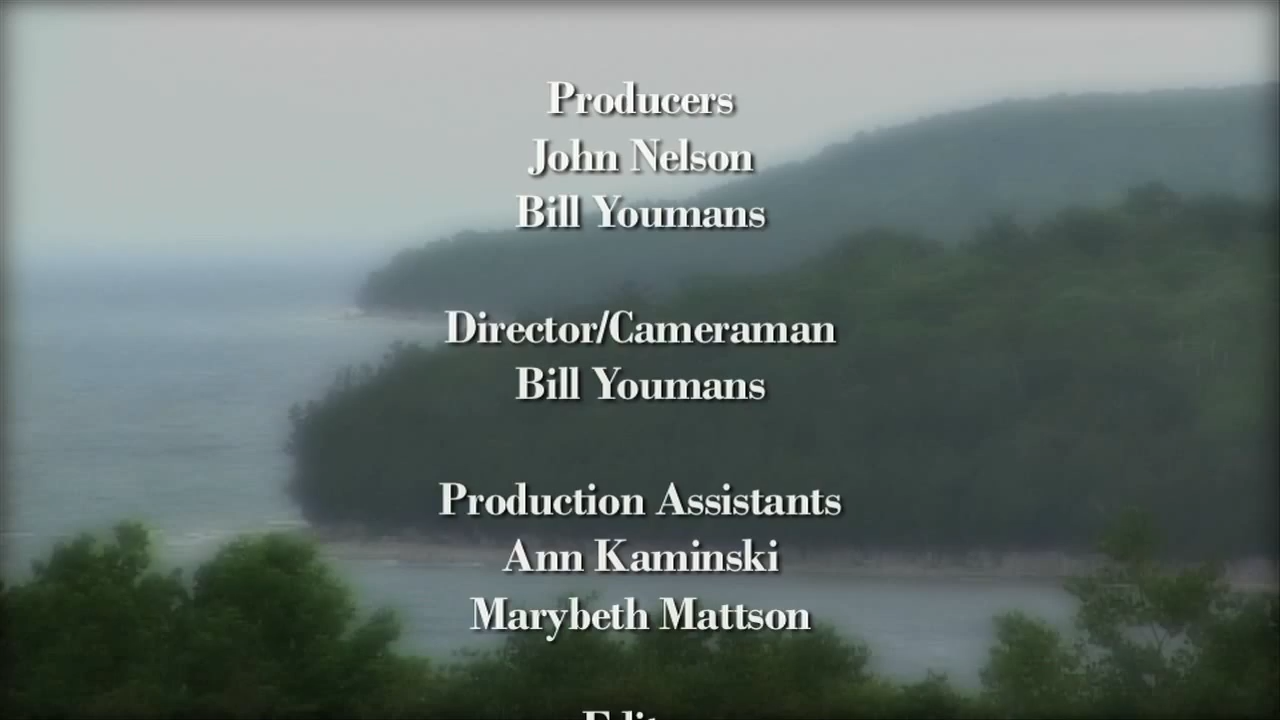 Producers
John Nelson
Bill Youmans
Director/Cameraman
Bill Youmans
Production Assistants
Ann Kaminski
Marybeth Mattson